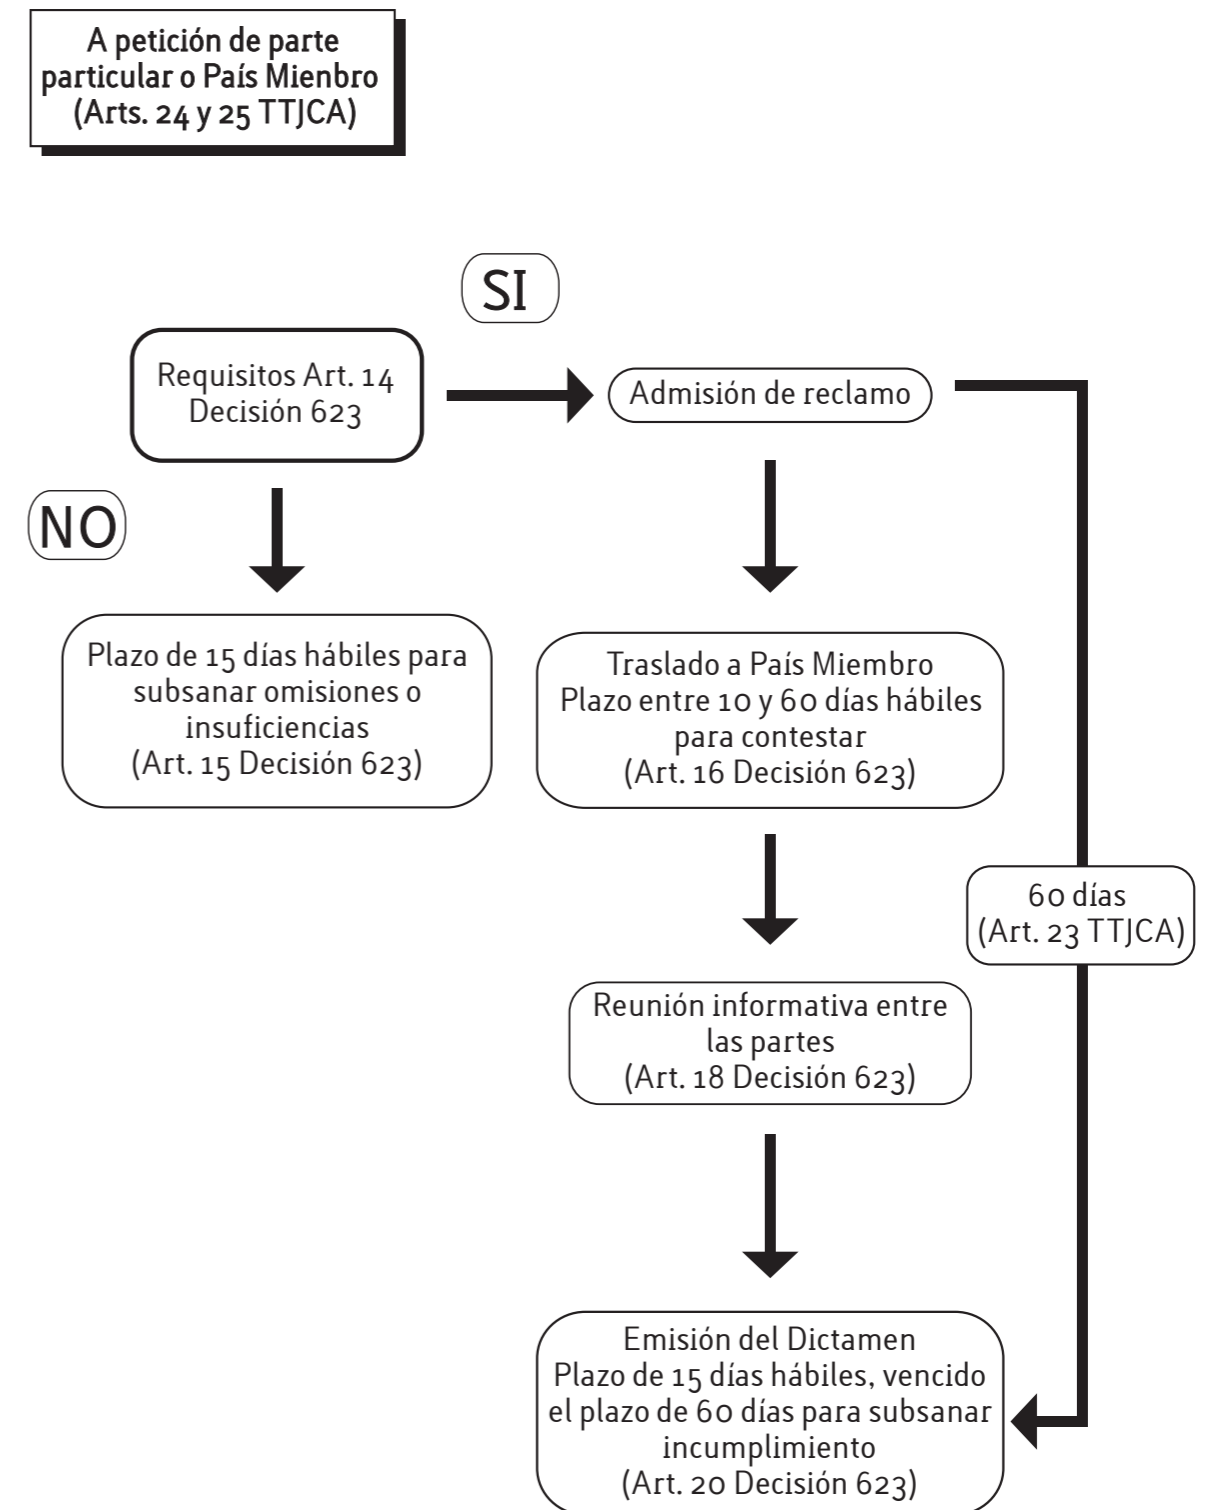 A petición de parte
particular o País Mienbro
(Arts. 24 y 25 TTJCA)
SI
Requisitos Art. 14
Decisión 623
Admisión de reclamo
NO
Plazo de 15 días hábiles para
subsanar omisiones o
insuficiencias
(Art. 15 Decisión 623)
Traslado a País Miembro
Plazo entre 10 y 60 días hábiles
para contestar
(Art. 16 Decisión 623)
60 días
(Art. 23 TTJCA)
Reunión informativa entre
las partes
(Art. 18 Decisión 623)
Emisión del Dictamen
Plazo de 15 días hábiles, vencido
el plazo de 60 días para subsanar
incumplimiento
(Art. 20 Decisión 623)